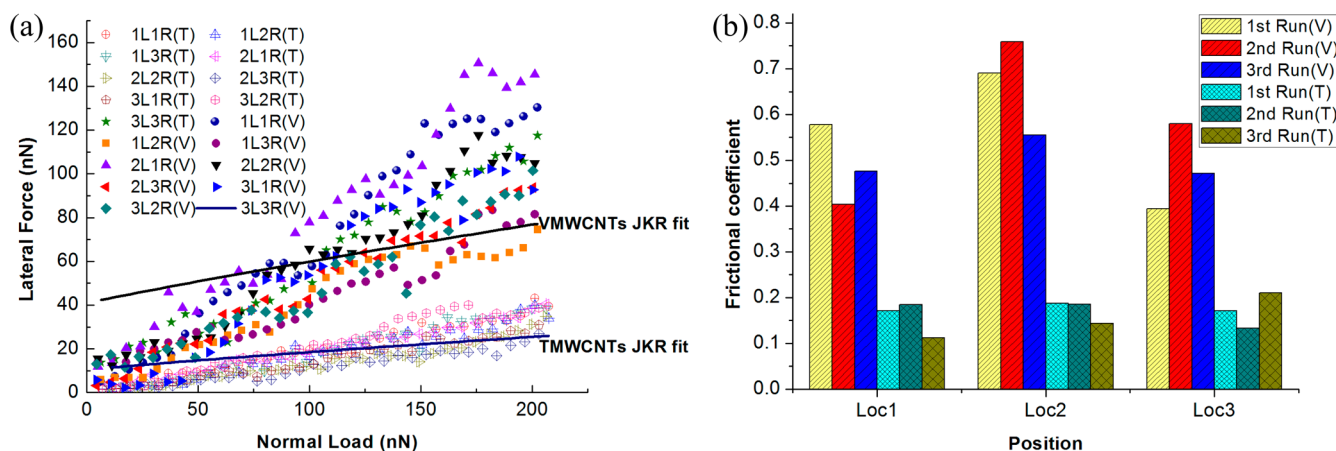 (a)
160
140
120
100
80
60
40
20
0
Lateral Force (nN)
1L1R(T) 1L2R(T)
1L3R(T) 2L1R(T)
2L2R(T) 2L3R(T)
3L1R(T) 3L2R(T)
3L3R(T) 1L1R(V)
1L2R(V) 1L3R(V)
2L1R(V) 2L2R(V)
2L3R(V) 3L1R(V)
3L2R(V) 3L3R(V)
VMWCNTs JKR fit
TMWCNTs JKR fit
0 50 100 150 200
Normal Load (nN)
(b)
0.8
0.7
0.6
0.5
0.4
0.3
0.2
0.1
0.0
Frictional coefficient
1st Run(V)
2nd Run(V)
3rd Run(V)
1st Run(T)
2nd Run(T)
3rd Run(T)
Loc1 Loc2 Loc3
Position